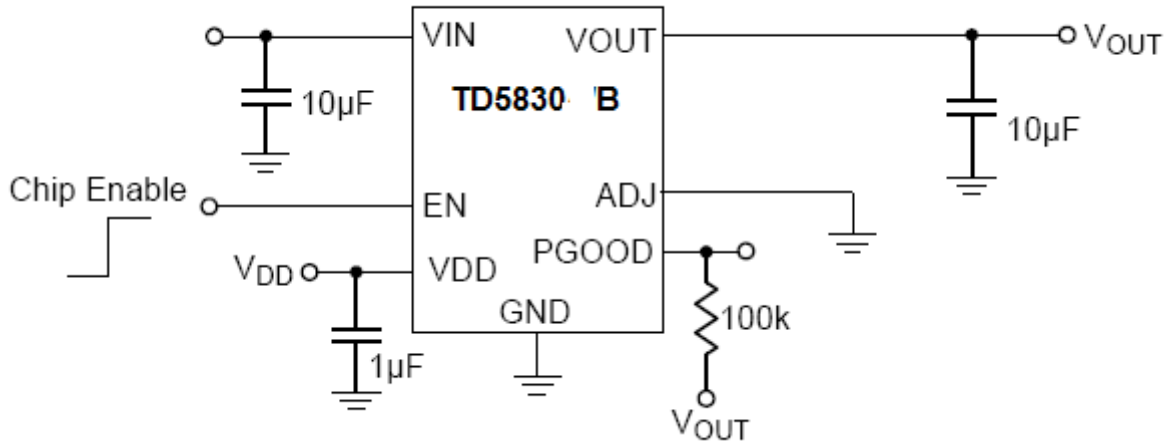 VIN
VOUT
VOUT
TD5830 B
10µF
10µF
Chip Enable
EN
ADJ
VDD
VDD
PGOOD
GND
100k
1µF
VOUT